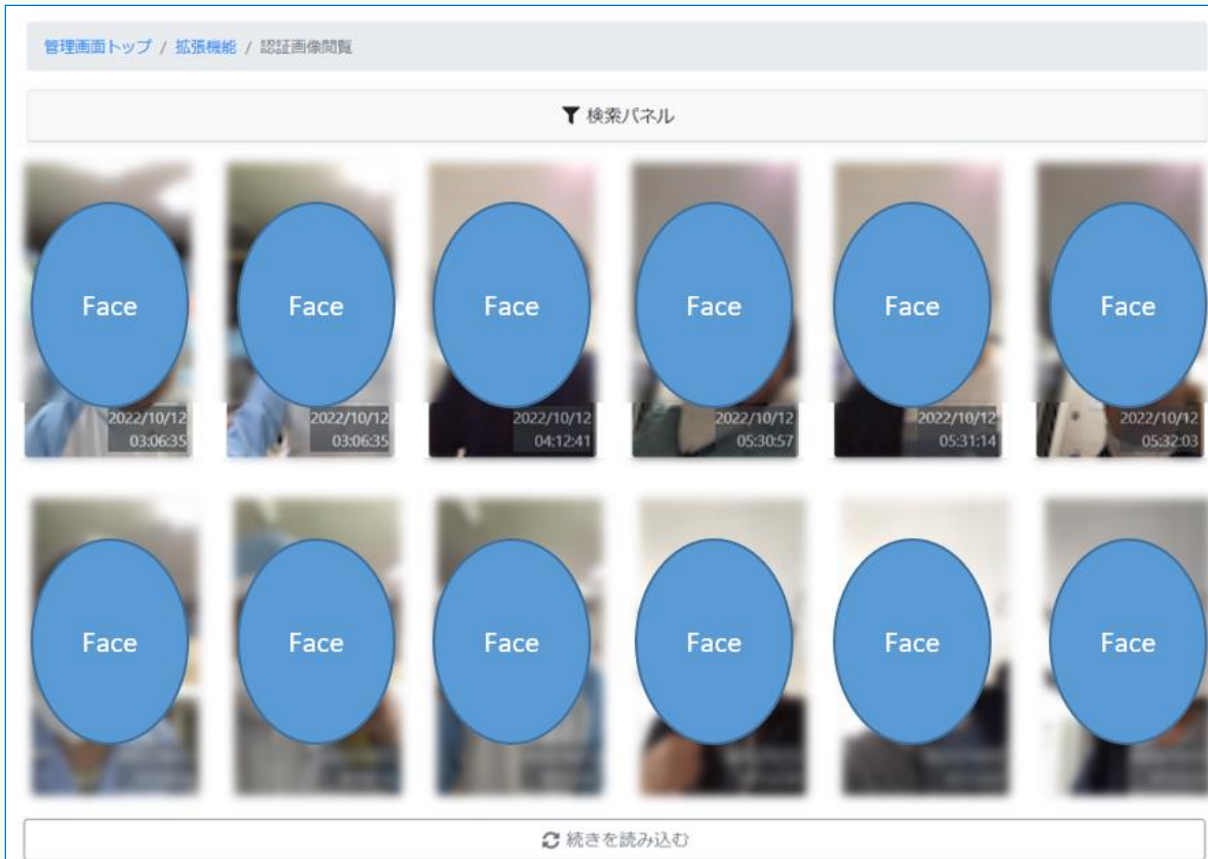 管理画面トップ / 拡張機能 / 認証画像閲覧
検索パネル
Face Face Face Face Face Face
2022/10/12 2022/10/12 2022/10/12 2022/10/12 2022/10/12 2022/10/12
03:06:35 03:06:35 04:12:41 05:30:57 05:31:14 05:32:03
Face Face Face Face Face Face
続きを読み込む